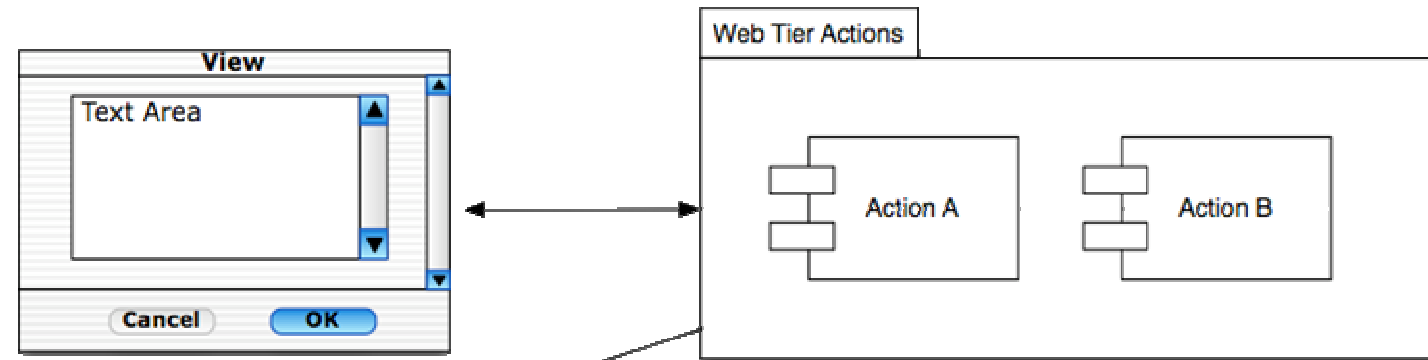 View
Text Area
Cancel
OK
Web Tier Actions
Action A
Action B